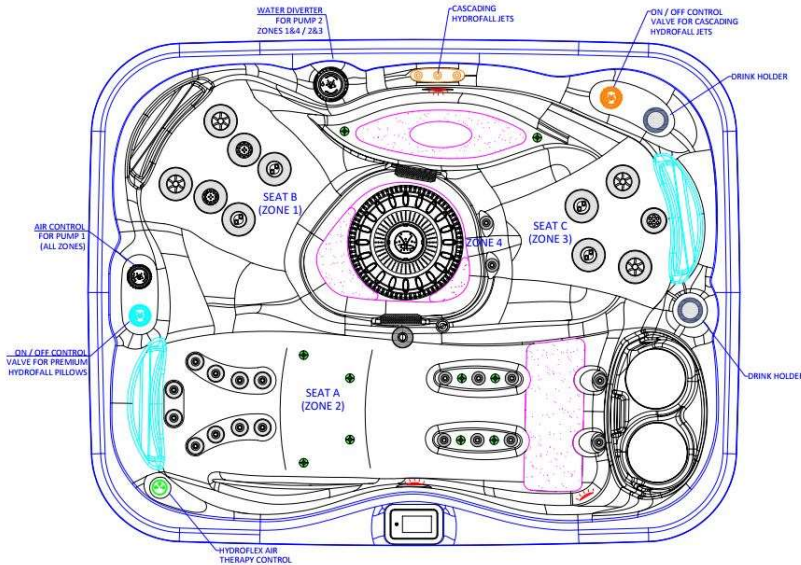 WATER DIVERTER
FOR PUMP 2
ZONES 1&4 / 2&3
CASCADING
HYDROFALL JETS
ON / OFF CONTROL
VALVE FOR CASCADING
HYDROFALL JETS
DRINK HOLDER
SEAT B
(ZONE 1)
AIR CONTROL
FOR PUMP 1
(ALL ZONES)
ZONE 4
SEAT C
(ZONE 3)
ON / OFF CONTROL
VALVE FOR PREMIUM
HYDROFALL PILLOWS
DRINK HOLDER
SEAT A
(ZONE 2)
HYDROFLEX AIR
THERAPY CONTROL